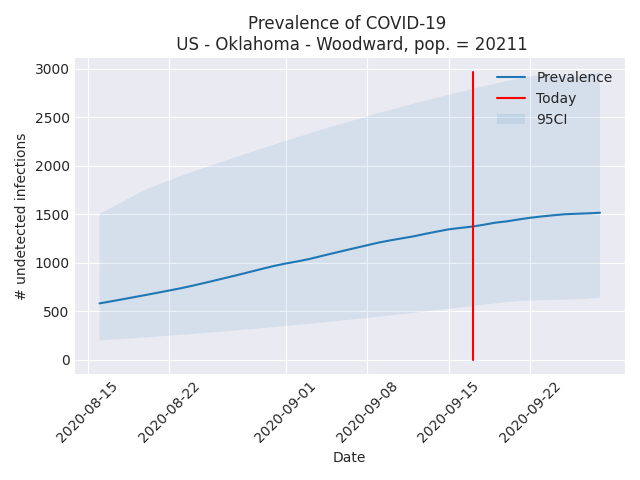 Prevalence of COVID-19
US - Oklahoma - Woodward, pop. = 20211
3000
2500
2000
1500
1000
500
0
# undetected infections
Prevalence
Today
95CI
2020-08-15
2020-08-22
2020-09-01
2020-09-08
2020-09-15
2020-09-22
Date